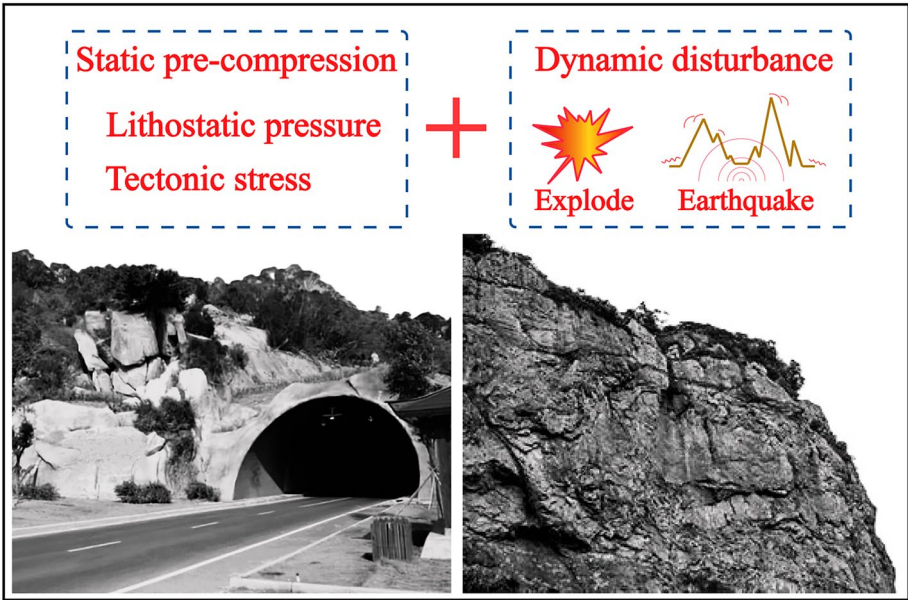 Static pre-compression
Lithostatic pressure
Tectonic stress
+
Dynamic disturbance
Explode
Earthquake